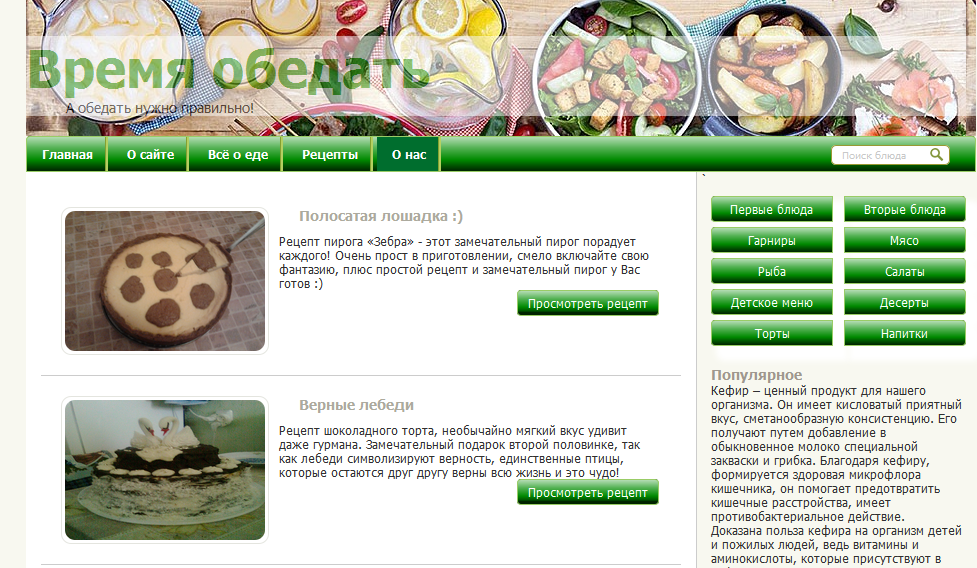 Время обедать
А обедать нужно правильно!
Главная
О сайте
Всё о еде
Рецепты
О нас
Поиск блюда
Полосатая лошадка :)
Рецепт пирога «Зебра» - этот замечательный пирог порадует
каждого! Очень прост в приготовлении, смело включайте свою
фантазию, плюс простой рецепт и замечательный пирог у Вас
готов :)
Просмотреть рецепт
Верные лебеди
Рецепт шоколадного торта, необычайно мягкий вкус удивит
даже гурмана. Замечательный подарок второй половинке, так
как лебеди символизируют верность, единственные птицы,
которые остаются друг другу верны всю жизнь и это чудо!
Просмотреть рецепт
`
Первые блюда
Вторые блюда
Гарниры
Мясо
Рыба
Салаты
Детское меню
Десерты
Торты
Напитки
Популярное
Кефир – ценный продукт для нашего
организма. Он имеет кисловатый приятный
вкус, сметанообразную консистенцию. Его
получают путем добавление в
обыкновенное молоко специальной
закваски и грибка. Благодаря кефиру,
формируется здоровая микрофлора
кишечника, он помогает предотвратить
кишечные расстройства, имеет
противобактериальное действие.
Доказана польза кефира на организм детей
и пожилых людей, ведь витамины и
аминокислоты, которые присутствуют в